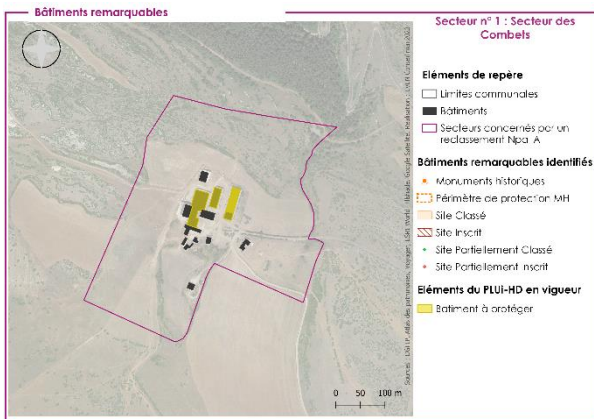 Bâtiments remarquables
Secteur n° 1 : Secteur des
Combets
Eléments de repère
Limites communales
Bâtiments
Secteurs concernés par un
reclassement Npa A
Bâtiments remarquables identifiés
Monuments historiques
Périmètre de protection MH
Site Classé
Site Inscrit
Site Partiellement Classé
Site Partiellement Inscrit
Eléments du PLUi-HD en vigueur
Batiment à protéger
0 50 100 m